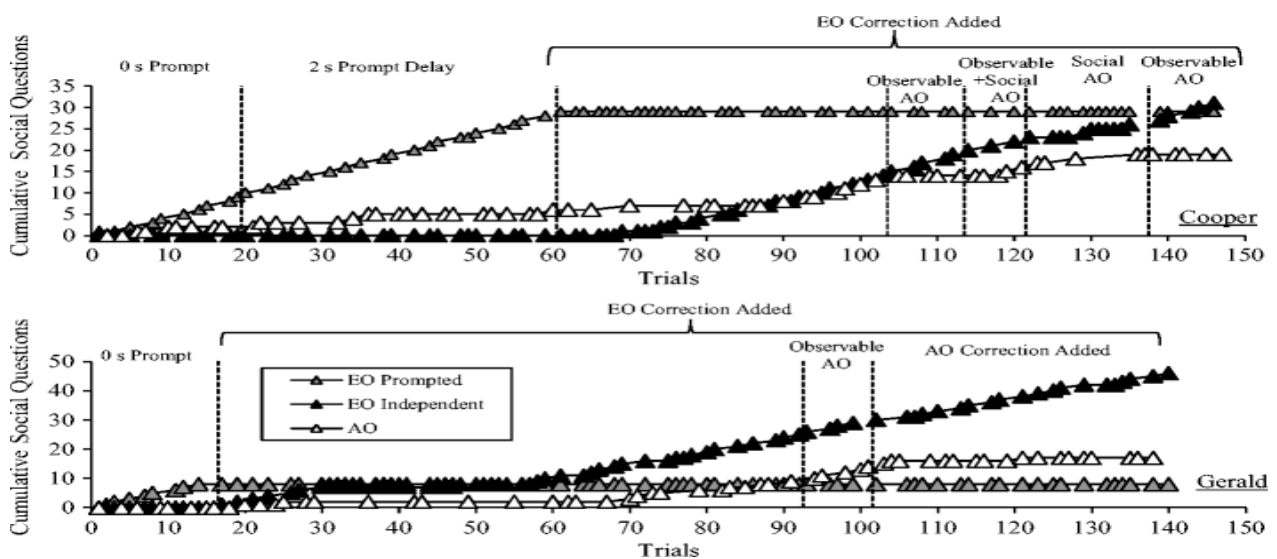 EO Correction Added
0 s Prompt
2 s Prompt Delay
Observable AO
Observable +Social AO
Social AO
Observable AO
Cumulative Social Questions
35
30
25
20
15
10
5
0
0 10 20 30 40 50 60 70 80 90 100 110 120 130 140 150
Trials
Cooper
EO Correction Added
0 s Prompt
Observable AO
AO Correction Added
Cumulative Social Questions
50
40
30
20
10
0
EO Prompted
EO Independent
AO
Gerald
0 10 20 30 40 50 60 70 80 90 100 110 120 130 140 150
Trials